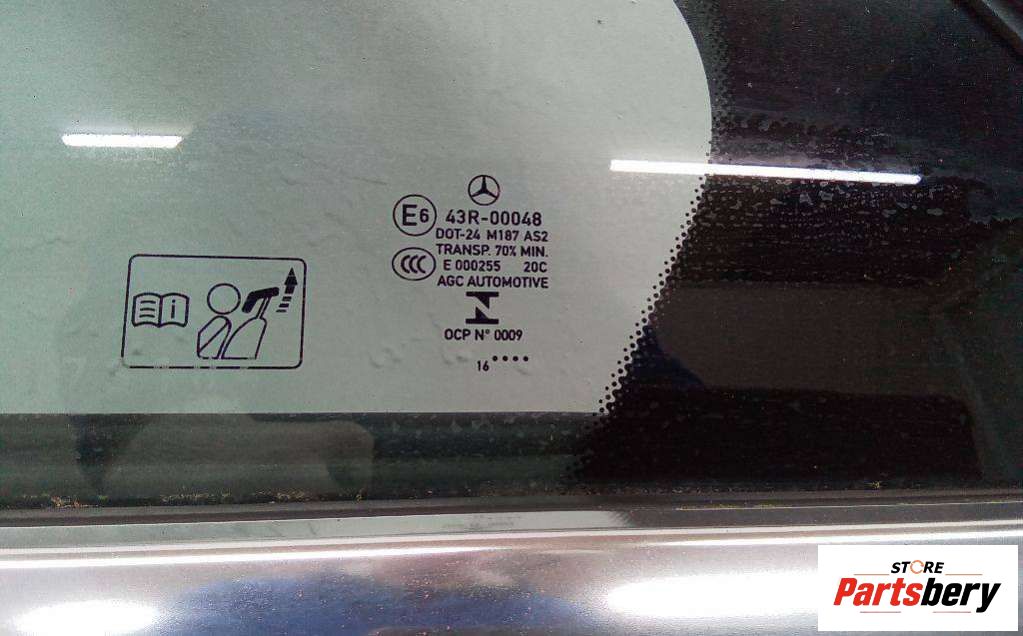 E6 43R-00048
DOT-24 M187 AS2
TRANSP. 70% MIN.
CCC E 000255 20C
AGC AUTOMOTIVE
i
OCP N° 0009
16 ....
STORE
Partsbery